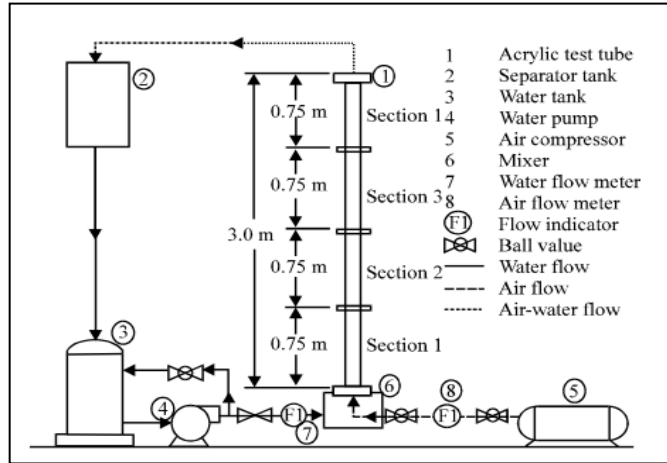 1
2
0.75 m
Section 1
0.75 m
Section 3
3.0 m
0.75 m
Section 2
0.75 m
Section 1
3
4
F1
7
6
8
F1
5
1 Acrylic test tube
2 Separator tank
3 Water tank
4 Water pump
5 Air compressor
6 Mixer
7 Water flow meter
8 Air flow meter
F1 Flow indicator
Ball value
Water flow
Air flow
Air-water flow